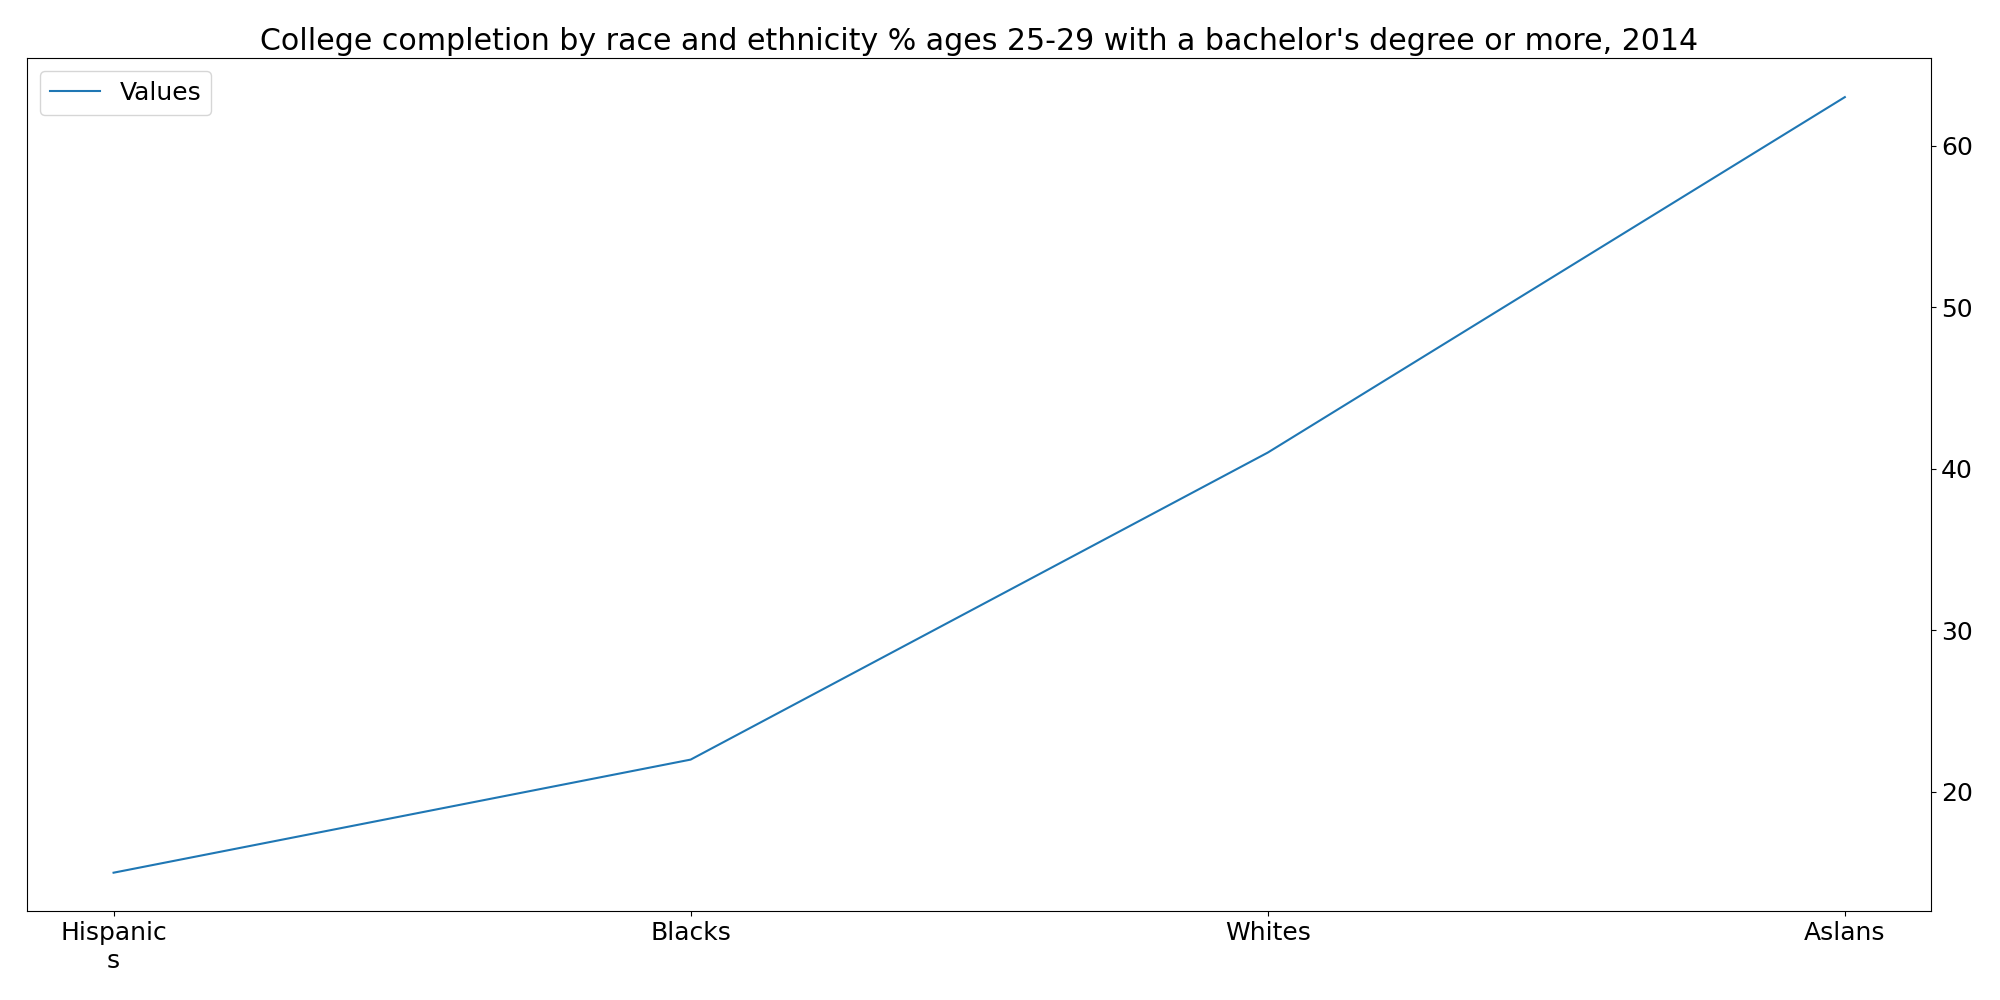 College completion by race and ethnicity % ages 25-29 with a bachelor's degree or more, 2014
Values
60
50
40
30
20
Hispanic
s
Blacks
Whites
Aslans